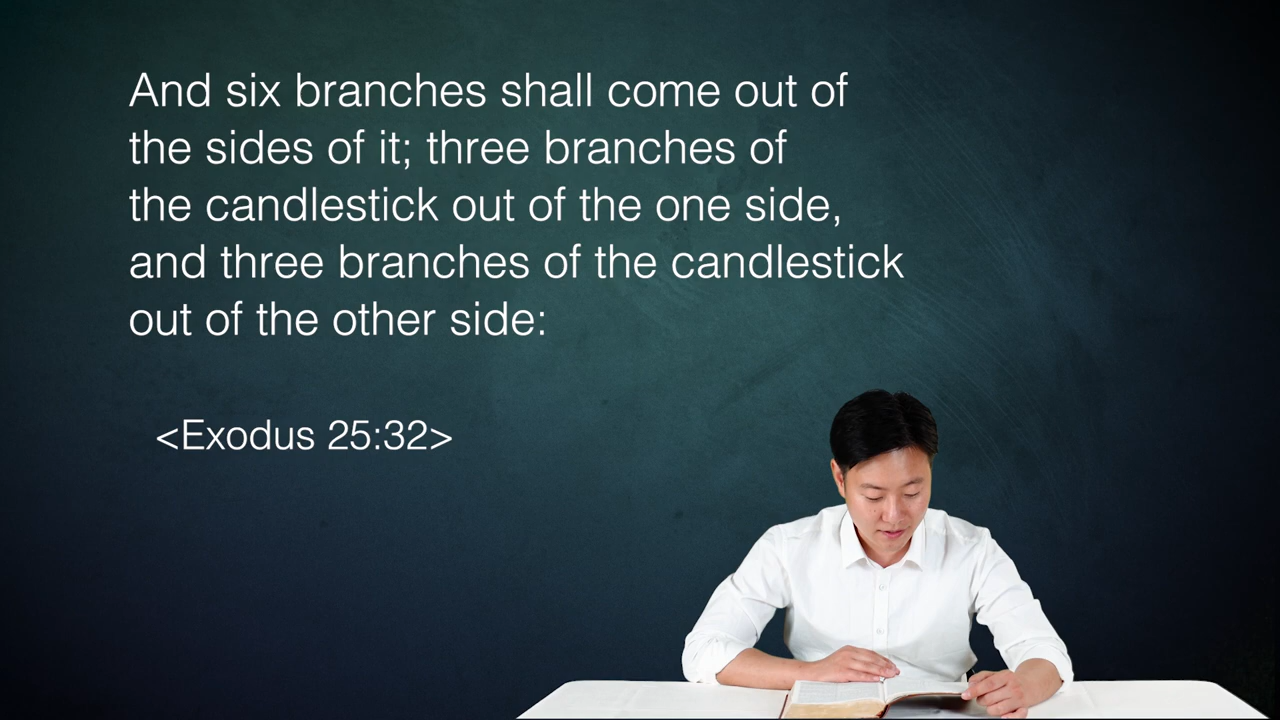 And six branches shall come out of
the sides of it; three branches of
the candlestick out of the one side,
and three branches of the candlestick
out of the other side:
<Exodus 25:32>